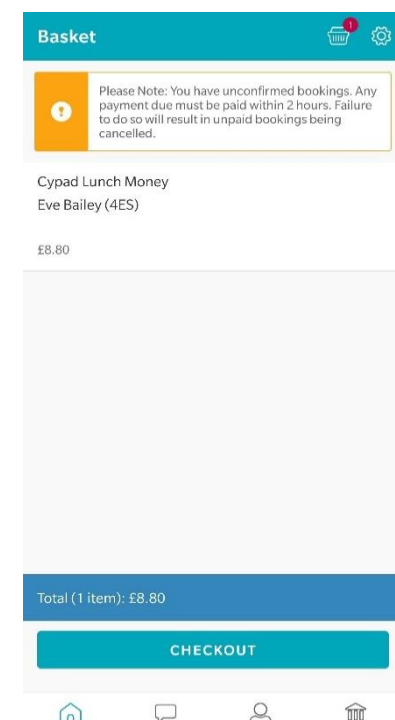 Basket
1
Please Note: You have unconfirmed bookings. Any
payment due must be paid within 2 hours. Failure
to do so will result in unpaid bookings being
cancelled.
Cypad Lunch Money
Eve Bailey (4ES)
£8.80
Total (1 item): £8.80
CHECKOUT